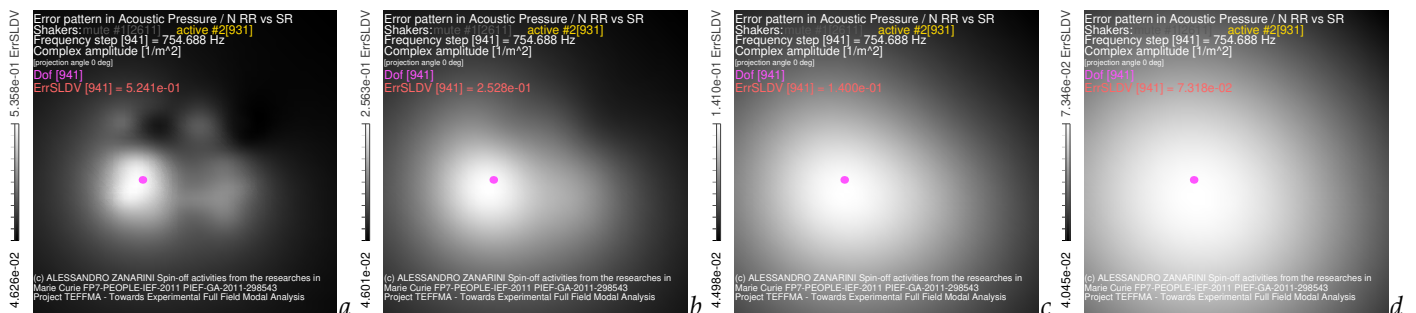 5.358e-01 ErrSLDV
4.626e-02
Error pattern in Acoustic Pressure / N RR vs SR
Shakers: mute #1[2611] active #2[931]
Frequency step [941] = 754.688 Hz
Complex amplitude [1/m^2]
[projection angle 0 deg]
Dof [941]
ErrSLDV [941] = 5.241e-01
(c) ALESSANDRO ZANARINI Spin-off activities from the researches in
Marie Curie FP7-PEOPLE-IEF-2011 PIEF-GA-2011-298543
Project TEFFMA - Towards Experimental Full Field Modal Analysis
a
2.563e-01 ErrSLDV
4.601e-02
Error pattern in Acoustic Pressure / N RR vs SR
Shakers: mute #1[2611] active #2[931]
Frequency step [941] = 754.688 Hz
Complex amplitude [1/m^2]
[projection angle 0 deg]
Dof [941]
ErrSLDV [941] = 2.528e-01
(c) ALESSANDRO ZANARINI Spin-off activities from the researches in
Marie Curie FP7-PEOPLE-IEF-2011 PIEF-GA-2011-298543
Project TEFFMA - Towards Experimental Full Field Modal Analysis
b
1.410e-01 ErrSLDV
4.498e-02
Error pattern in Acoustic Pressure / N RR vs SR
Shakers: mute #1[2611] active #2[931]
Frequency step [941] = 754.688 Hz
Complex amplitude [1/m^2]
[projection angle 0 deg]
Dof [941]
ErrSLDV [941] = 1.400e-01
(c) ALESSANDRO ZANARINI Spin-off activities from the researches in
Marie Curie FP7-PEOPLE-IEF-2011 PIEF-GA-2011-298543
Project TEFFMA - Towards Experimental Full Field Modal Analysis
c
7.346e-02 ErrSLDV
4.045e-02
Error pattern in Acoustic Pressure / N RR vs SR
Shakers: mute #1[2611] active #2[931]
Frequency step [941] = 754.688 Hz
Complex amplitude [1/m^2]
[projection angle 0 deg]
Dof [941]
ErrSLDV [941] = 7.318e-02
(c) ALESSANDRO ZANARINI Spin-off activities from the researches in
Marie Curie FP7-PEOPLE-IEF-2011 PIEF-GA-2011-298543
Project TEFFMA - Towards Experimental Full Field Modal Analysis
d